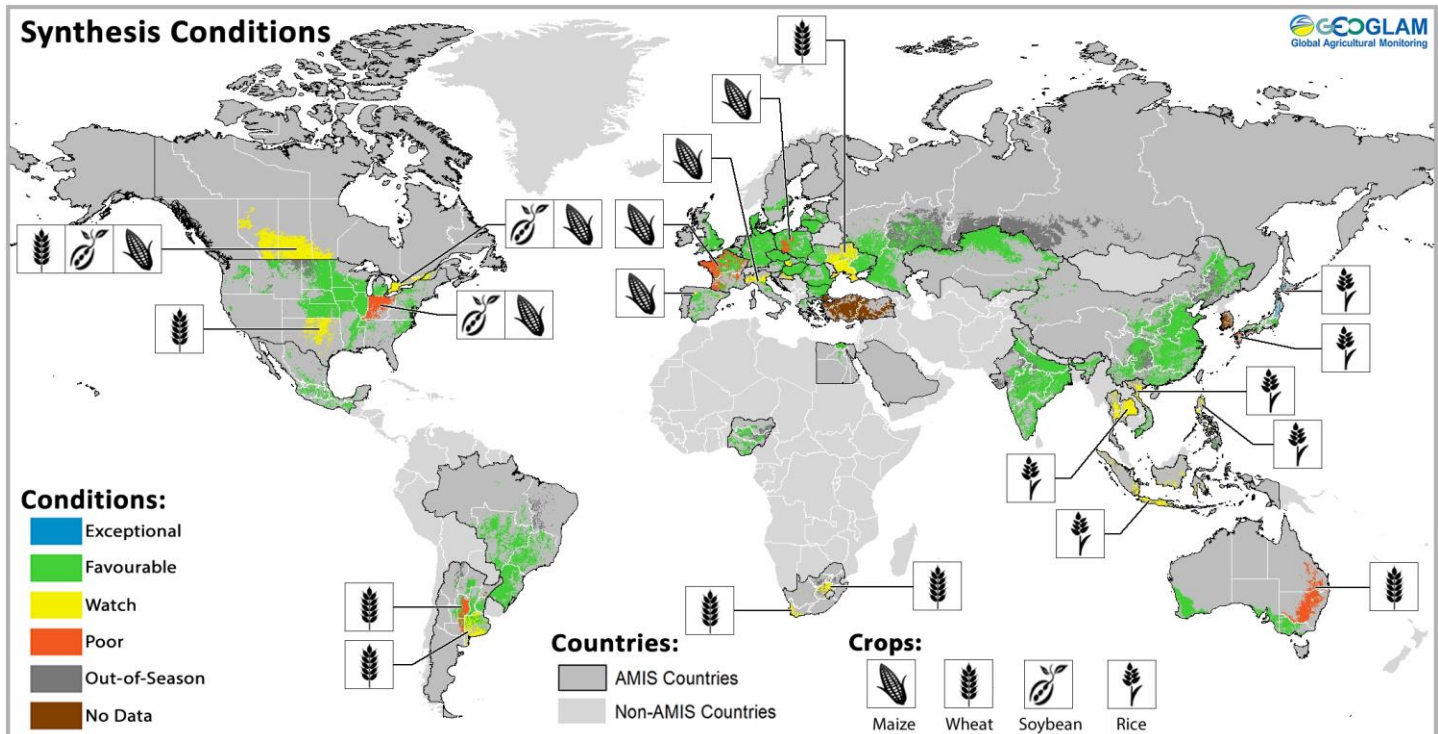 Synthesis Conditions
GEOGLAM
Global Agricultural Monitoring
Conditions:
Exceptional
Favourable
Watch
Poor
Out-of-Season
No Data
Countries:
AMIS Countries
Non-AMIS Countries
Crops:
Maize
Wheat
Soybean
Rice